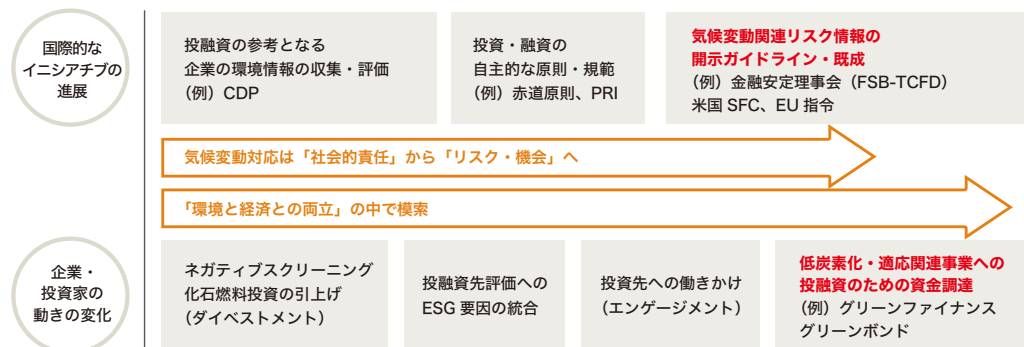 国際的な
イニシアチブの
進展
投融資の参考となる
企業の環境情報の収集・評価
（例）CDP
投資・融資の
自主的な原則・規範
（例）赤道原則、PRI
気候変動関連リスク情報の
開示ガイドライン・既成
（例）金融安定理事会（FSB-TCFD）
米国 SFC、EU 指令
気候変動対応は「社会的責任」から「リスク・機会」へ
「環境と経済との両立」の中で模索
企業・
投資家の
動きの変化
ネガティブスクリーニング
化石燃料投資の引上げ
（ダイベストメント）
投融資先評価への
ESG 要因の統合
投資先への働きかけ
（エンゲージメント）
低炭素化・適応関連事業への
投融資のための資金調達
（例）グリーンファイナンス
グリーンボンド